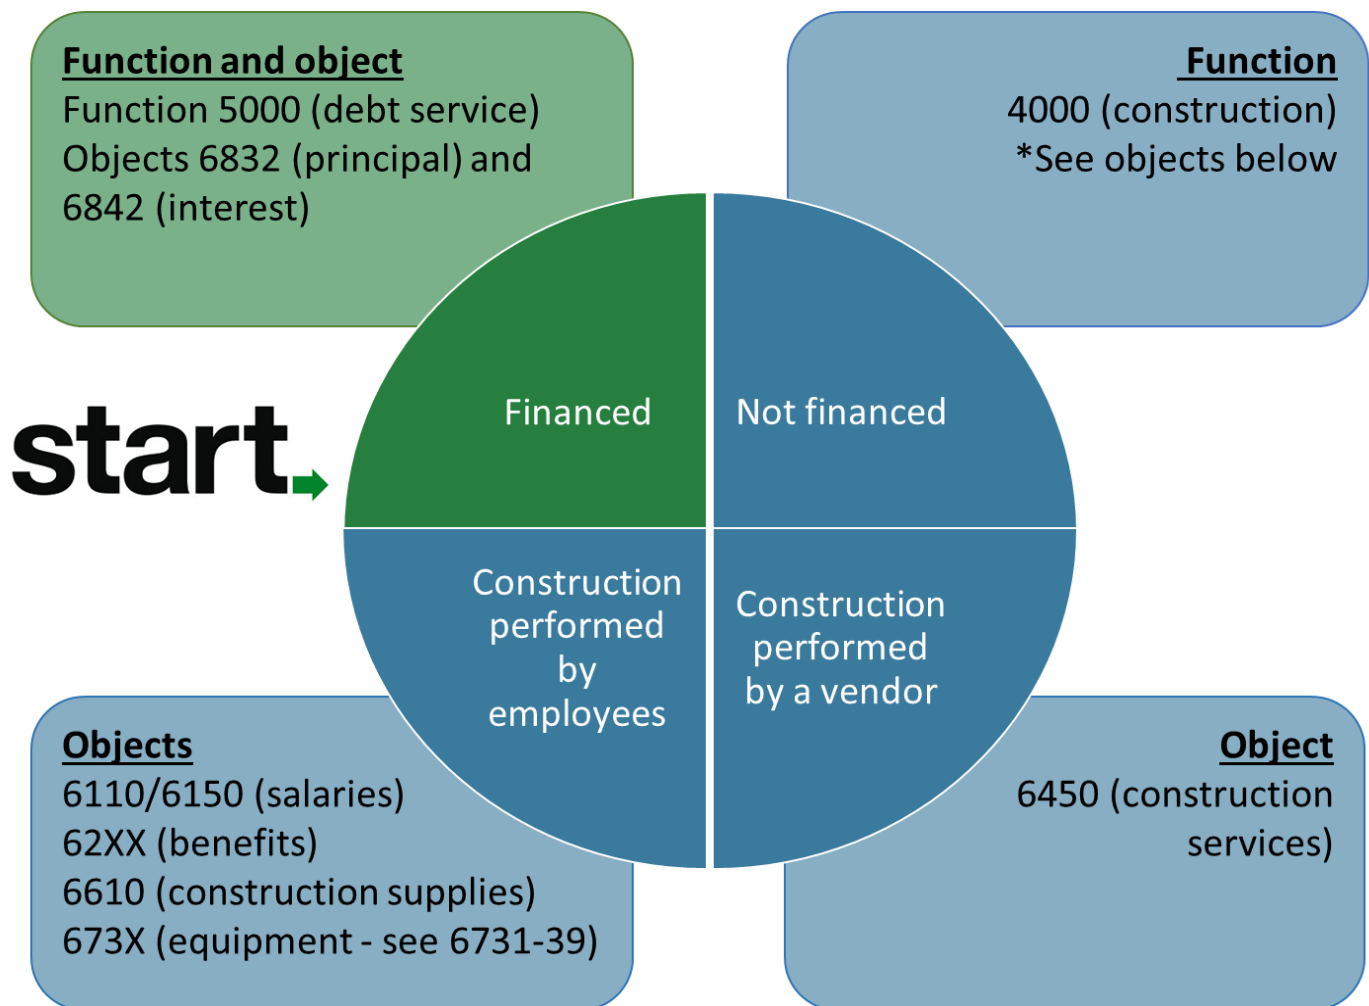 Function and object
Function 5000 (debt service)
Objects 6832 (principal) and
6842 (interest)
Function
4000 (construction)
*See objects below
start
Financed
Not financed
Construction
performed
by
employees
Construction
performed
by a vendor
Objects
6110/6150 (salaries)
62XX (benefits)
6610 (construction supplies)
673X (equipment - see 6731-39)
Object
6450 (construction
services)